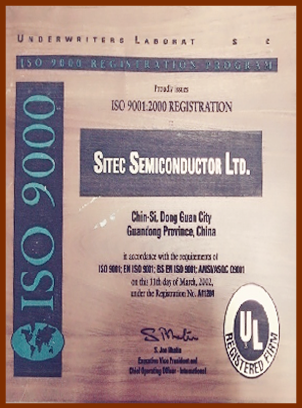 UNDERWRITERS LABORAT S C
ISO 9000 REGISTRATION PROGRAM
Proudly issues
ISO 9001:2000 REGISTRATION
SITEC SEMICONDUCTOR LTD.
Chin-Si, Dong Guan City
Guandong Province, China
in accordance with the requirements of
ISO 9001; EN ISO 9001; BS EN ISO 9001; ANSI/ASQC Q9001
on the 11th day of March, 2002,
under the Registration No.
ISO 9000
S. Joe
Executive Vice President and
Chief Operating Officer - International
UL
REGISTERED FIRM